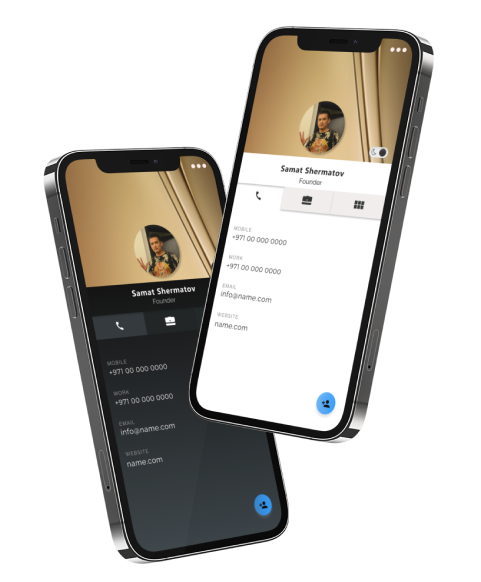 Samat Shermatov
Founder
MOBILE
+971 00 000 0000
WORK
+971 00 000 0000
EMAIL
info@name.com
WEBSITE
name.com
Samat Shermatov
Founder
MOBILE
+971 00 000 0000
WORK
+971 00 000 0000
EMAIL
info@name.com
WEBSITE
name.com